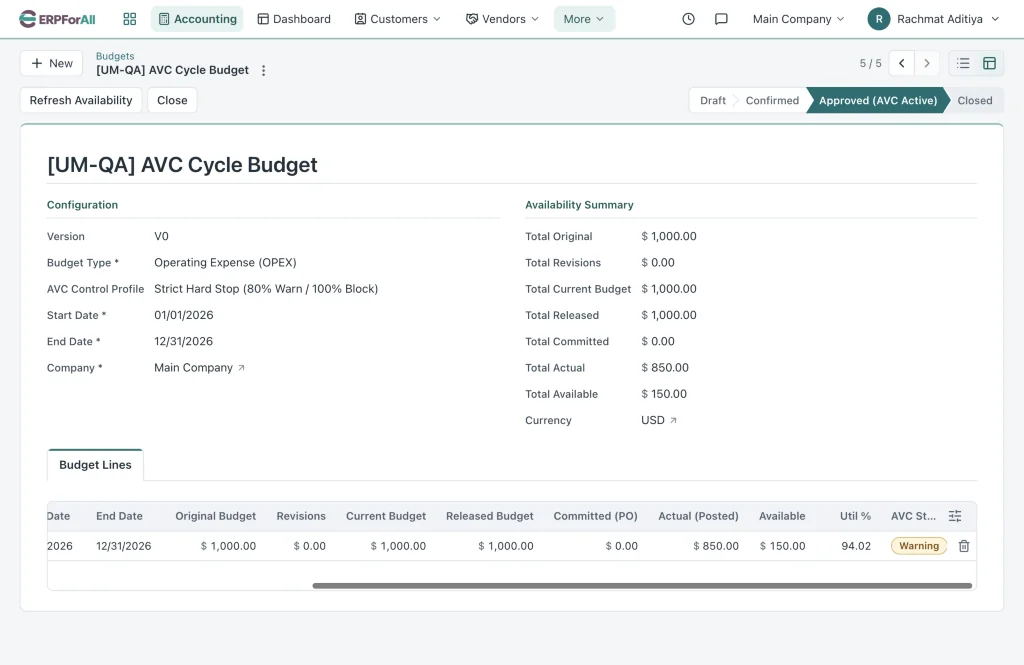 ERPForAll Accounting Dashboard Customers Vendors More Main Company R Rachmat Aditiya
New
Budgets
[UM-QA] AVC Cycle Budget
5 / 5
Refresh Availability Close
Draft Confirmed Approved (AVC Active) Closed
[UM-QA] AVC Cycle Budget
Configuration
Version V0
Budget Type * Operating Expense (OPEX)
AVC Control Profile Strict Hard Stop (80% Warn / 100% Block)
Start Date * 01/01/2026
End Date * 12/31/2026
Company * Main Company
Availability Summary
Total Original $ 1,000.00
Total Revisions $ 0.00
Total Current Budget $ 1,000.00
Total Released $ 1,000.00
Total Committed $ 0.00
Total Actual $ 850.00
Total Available $ 150.00
Currency USD
Budget Lines
Date End Date Original Budget Revisions Current Budget Released Budget Committed (PO) Actual (Posted) Available Util % AVC St...
2026 12/31/2026 $ 1,000.00 $ 0.00 $ 1,000.00 $ 1,000.00 $ 0.00 $ 850.00 $ 150.00 94.02 Warning